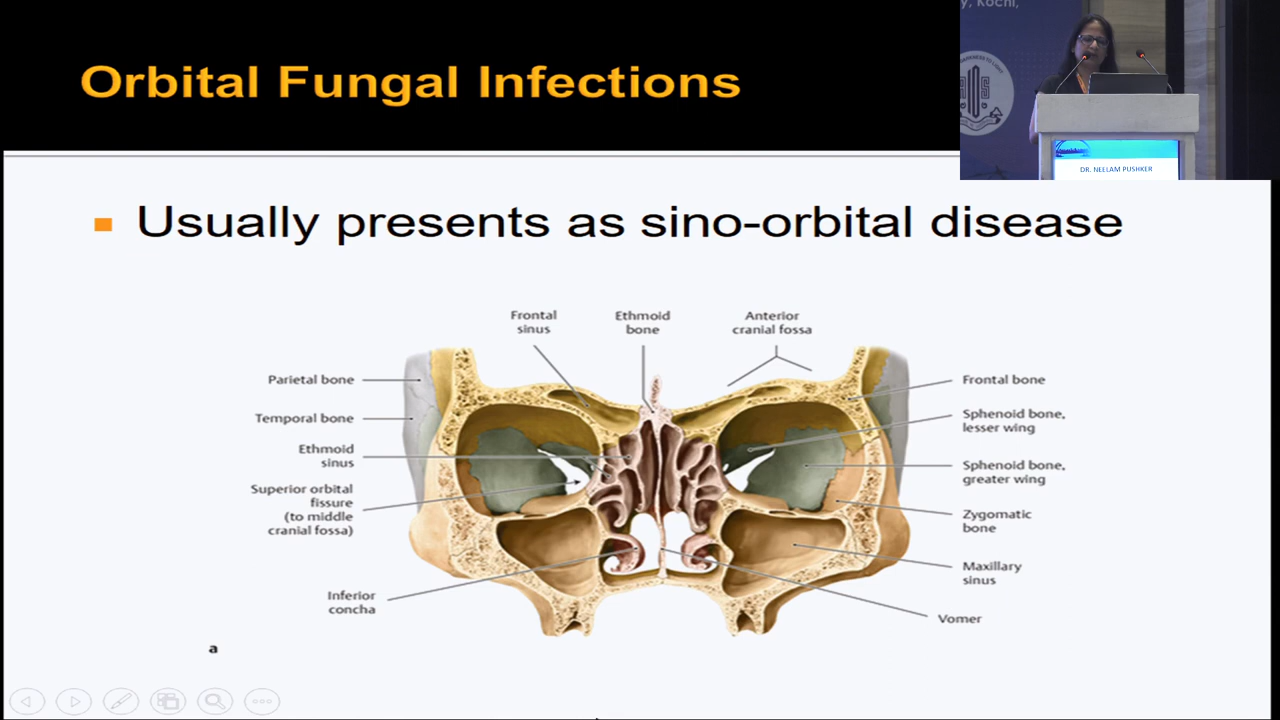 Orbital Fungal Infections
y, Kochi,
DR. NEELAM PUSHKER
Usually presents as sino-orbital disease
Frontal
sinus
Ethmoid
bone
Anterior
cranial fossa
Parietal bone
Temporal bone
Ethmoid
sinus
Superior orbital
fissure
(to middle
cranial fossa)
Inferior
concha
Frontal bone
Sphenoid bone,
lesser wing
Sphenoid bone,
greater wing
Zygomatic
bone
Maxillary
sinus
Vomer
a